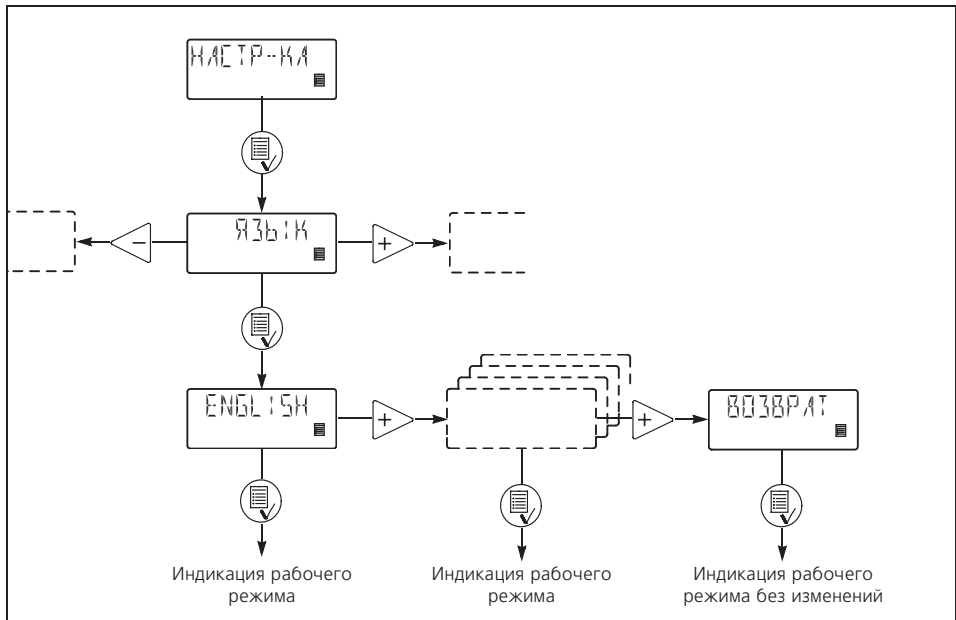 НАСТР-КА
ЯЗЫК
− +
ENGLISH
+
+
ВОЗВРАТ
Индикация рабочего
режима
Индикация рабочего
режима
Индикация рабочего
режима без изменений